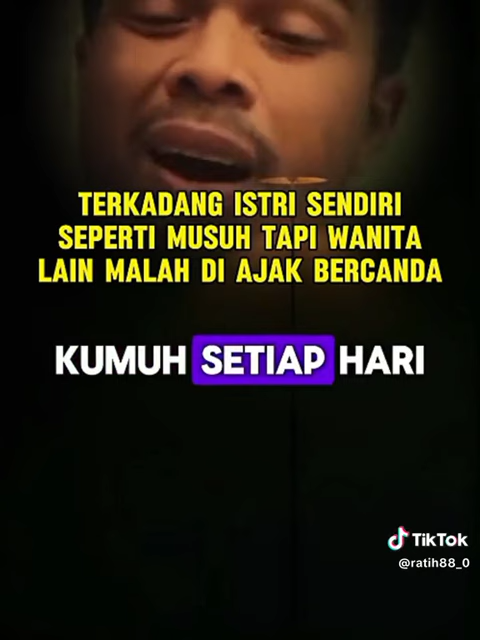 TERKADANG ISTRI SENDIRI
SEPERTI MUSUH TAPI WANITA
LAIN MALAH DI AJAK BERCANDA
KUMUH SETIAP HARI
TikTok
@ratih88_0